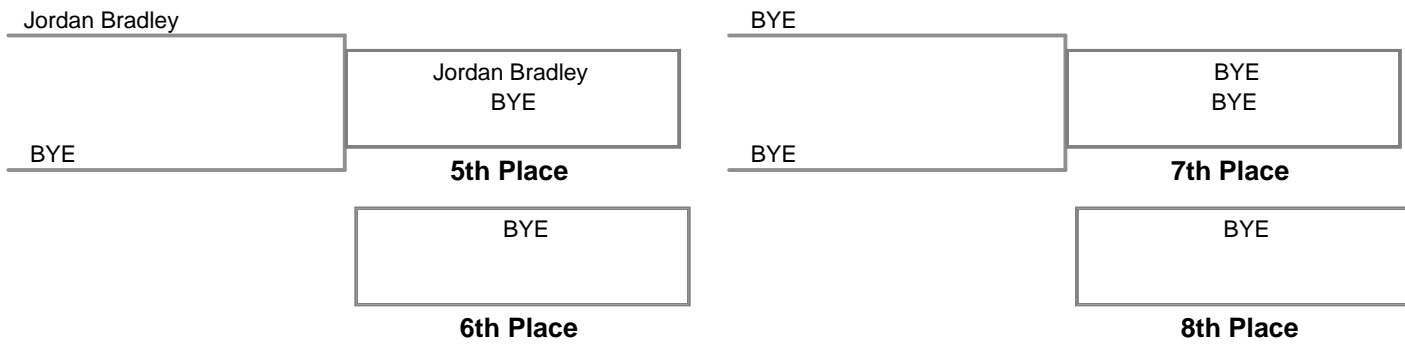 Jordan Bradley
Jordan Bradley
BYE
BYE
5th Place
BYE
6th Place
BYE
BYE
BYE
BYE
7th Place
BYE
8th Place